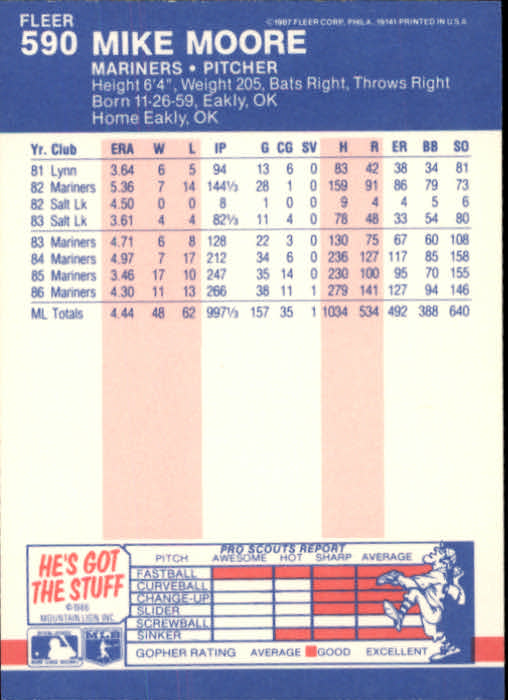 FLEER ©1987 FLEER CORP., PHILA. 19141 PRINTED IN U.S.A.
590 MIKE MOORE
MARINERS • PITCHER
Height 6'4", Weight 205, Bats Right, Throws Right
Born 11-26-59, Eakly, OK
Home Eakly, OK
Yr. Club ERA W L IP G CG SV H R ER BB SO
81 Lynn 3.64 6 5 94 13 6 0 83 42 38 34 81
82 Mariners 5.36 7 14 144⅓ 28 1 0 159 91 86 79 73
82 Salt Lk 4.50 0 0 8 1 0 0 9 4 4 5 6
83 Salt Lk 3.61 4 4 82⅓ 11 4 0 78 48 33 54 80
83 Mariners 4.71 6 8 128 22 3 0 130 75 67 60 108
84 Mariners 4.97 7 17 212 34 6 0 236 127 117 85 158
85 Mariners 3.46 17 10 247 35 14 0 230 100 95 70 155
86 Mariners 4.30 11 13 266 38 11 1 279 141 127 94 146
ML Totals 4.44 48 62 997⅓ 157 35 1 1034 534 492 388 640
HE'S GOT
THE STUFF
©1986
MOUNTAIN LION INC.
PRO SCOUTS REPORT
PITCH AWESOME HOT SHARP AVERAGE
FASTBALL
CURVEBALL
CHANGE-UP
SLIDER
SCREWBALL
SINKER
GOPHER RATING AVERAGE GOOD EXCELLENT
MLB